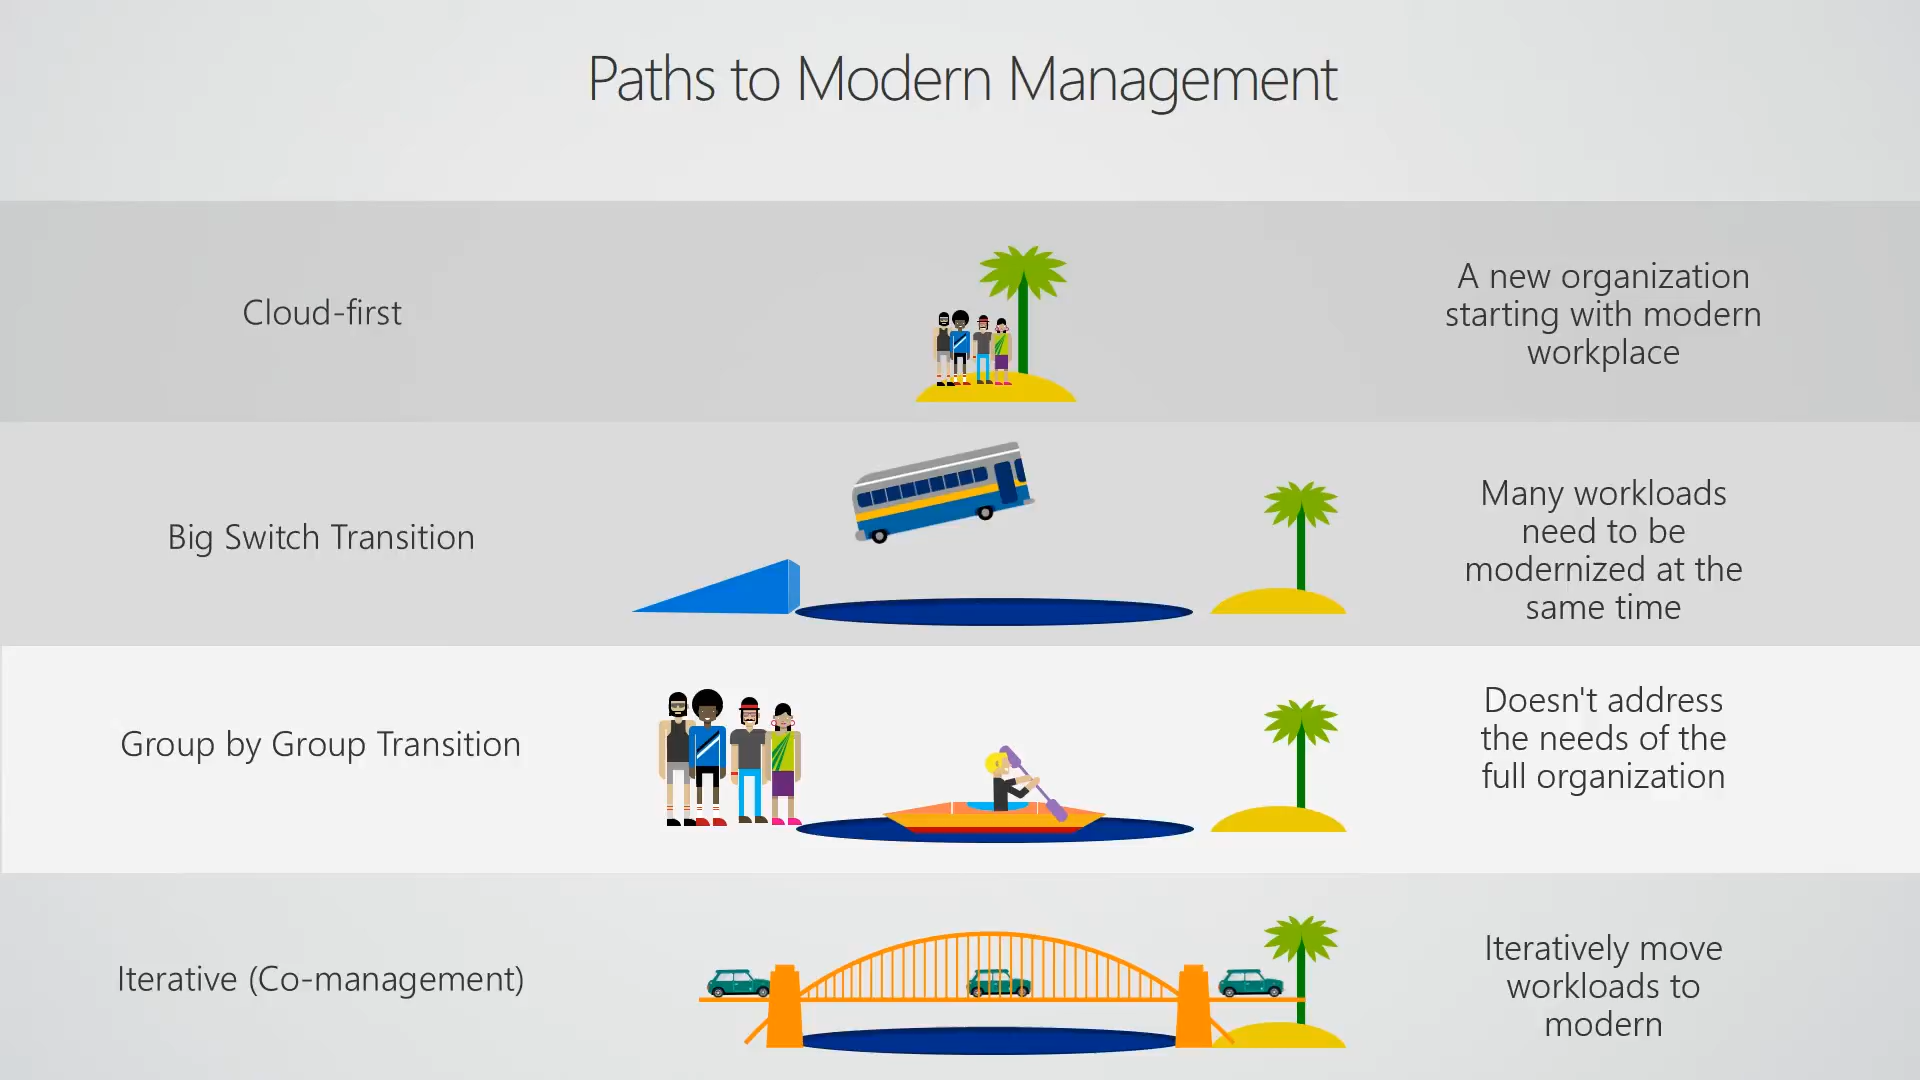 Paths to Modern Management
Cloud-first
A new organization
starting with modern
workplace
Big Switch Transition
Many workloads
need to be
modernized at the
same time
Group by Group Transition
Doesn't address
the needs of the
full organization
Iterative (Co-management)
Iteratively move
workloads to
modern